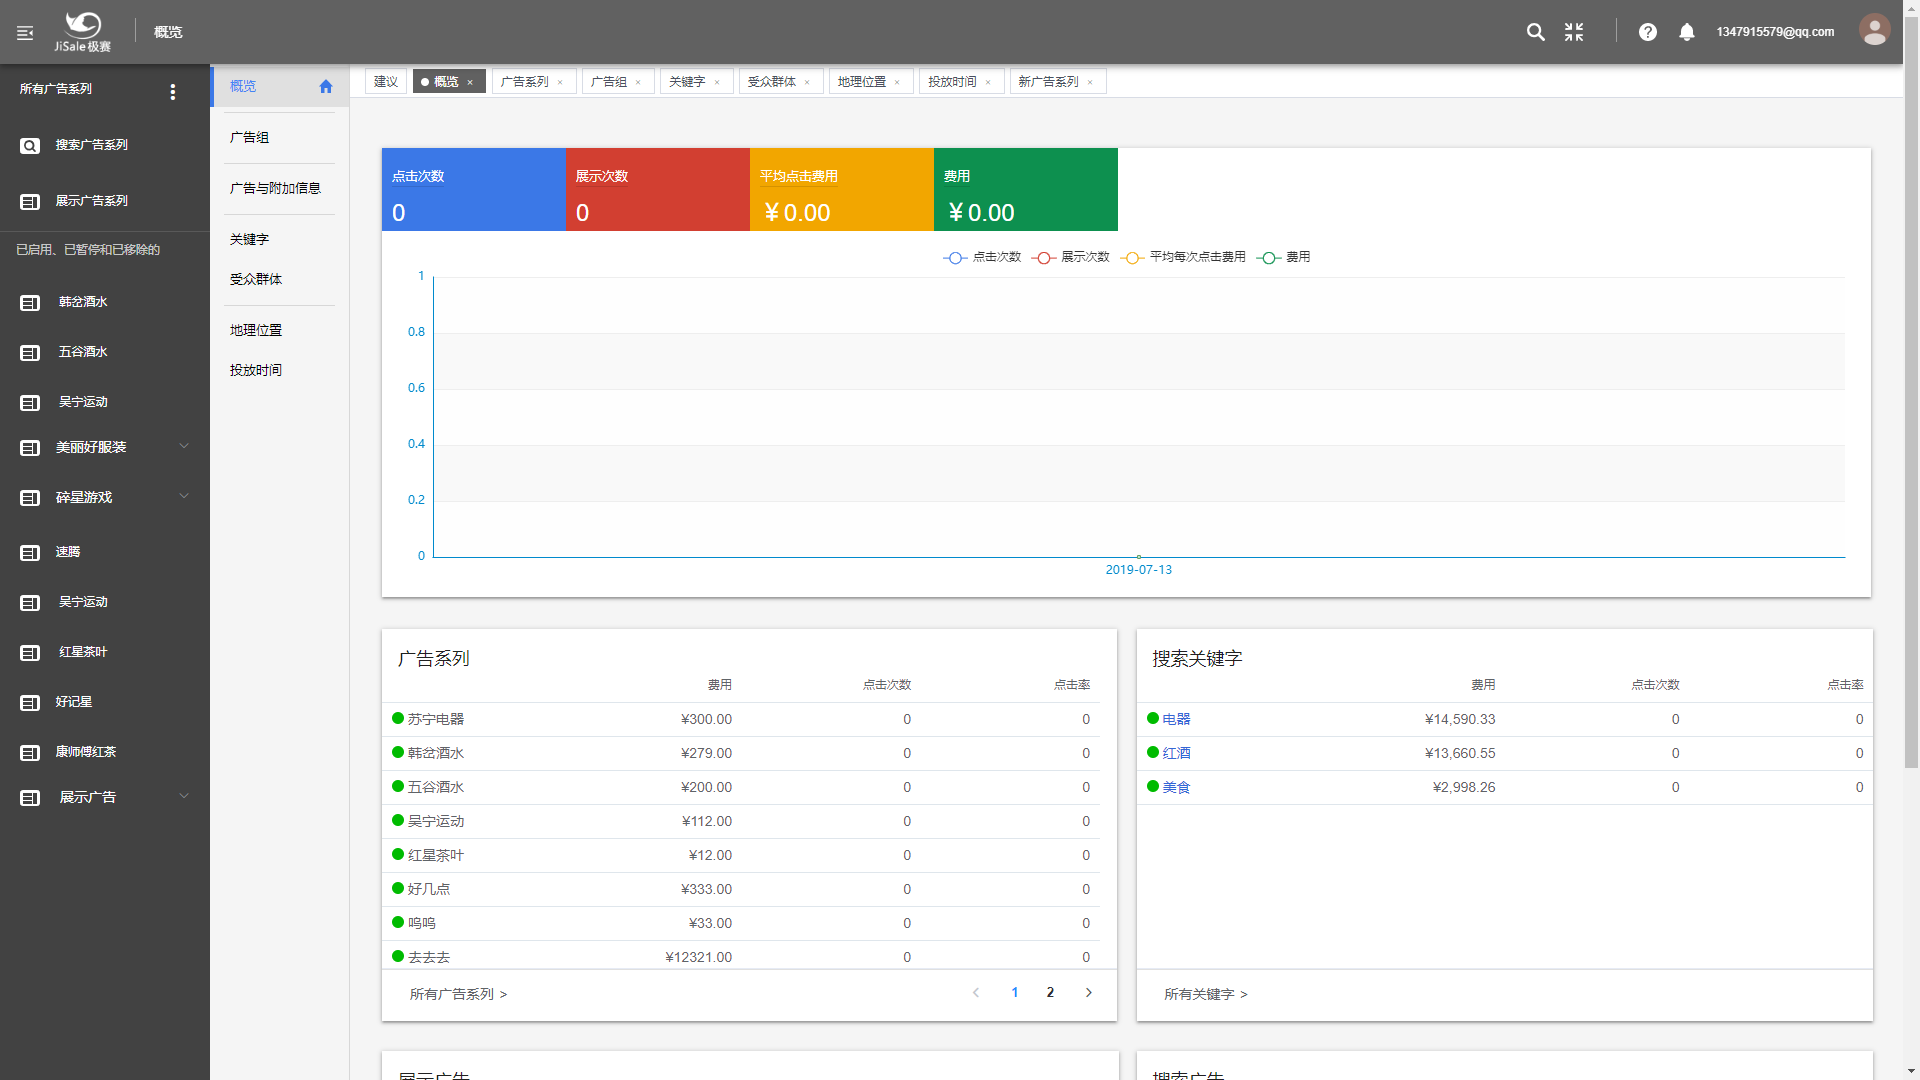 JiSale极赛
概览
1347915579@qq.com
所有广告系列
搜索广告系列
展示广告系列
已启用、已暂停和已移除的
韩岔酒水
五谷酒水
吴宁运动
美丽好服装
碎星游戏
速腾
吴宁运动
红星茶叶
好记星
康师傅红茶
展示广告
概览
广告组
广告与附加信息
关键字
受众群体
地理位置
投放时间
建议 概览 × 广告系列 × 广告组 × 关键字 × 受众群体 × 地理位置 × 投放时间 × 新广告系列 ×
点击次数 展示次数 平均点击费用 费用
0 0 ¥0.00 ¥0.00
点击次数 展示次数 平均每次点击费用 费用
1
0.8
0.6
0.4
0.2
0
2019-07-13
广告系列
费用 点击次数 点击率
苏宁电器 ¥300.00 0 0
韩岔酒水 ¥279.00 0 0
五谷酒水 ¥200.00 0 0
吴宁运动 ¥112.00 0 0
红星茶叶 ¥12.00 0 0
好几点 ¥333.00 0 0
呜呜 ¥33.00 0 0
去去去 ¥12321.00 0 0
所有广告系列 > < 1 2 >
搜索关键字
费用 点击次数 点击率
电器 ¥14,590.33 0 0
红酒 ¥13,660.55 0 0
美食 ¥2,998.26 0 0
所有关键字 >
展示广告
搜索广告